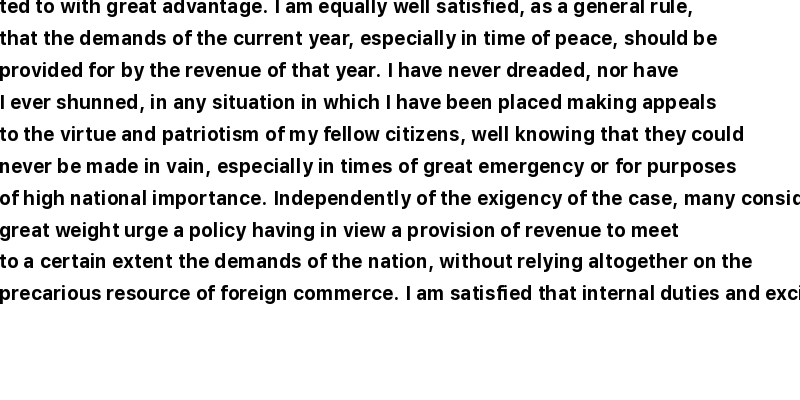 ted to with great advantage. I am equally well satisfied, as a general rule,
that the demands of the current year, especially in time of peace, should be
provided for by the revenue of that year. I have never dreaded, nor have
I ever shunned, in any situation in which I have been placed making appeals
to the virtue and patriotism of my fellow citizens, well knowing that they could
never be made in vain, especially in times of great emergency or for purposes
of high national importance. Independently of the exigency of the case, many consid
great weight urge a policy having in view a provision of revenue to meet
to a certain extent the demands of the nation, without relying altogether on the
precarious resource of foreign commerce. I am satisfied that internal duties and exci